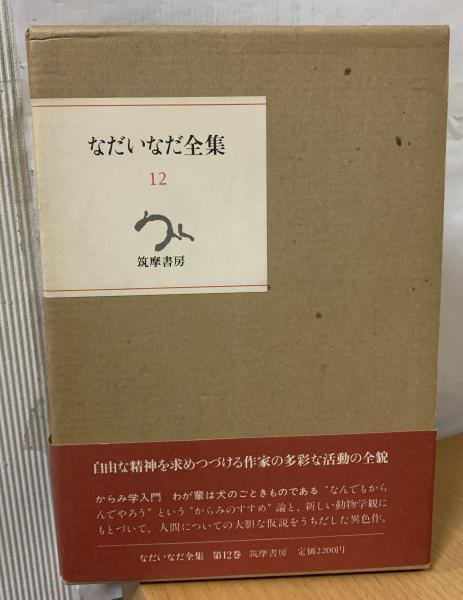 なだいなだ全集
12
筑摩書房
自由な精神を求めつづける作家の多彩な活動の全貌
からみ学入門　わが輩は犬のごときものである “なんでもから
んでやろう”という“からみのすすめ”論と、新しい動物学観に
もとづいて、人間についての大胆な仮説をうちだした異色作。
なだいなだ全集　第12巻　筑摩書房　定価2200円